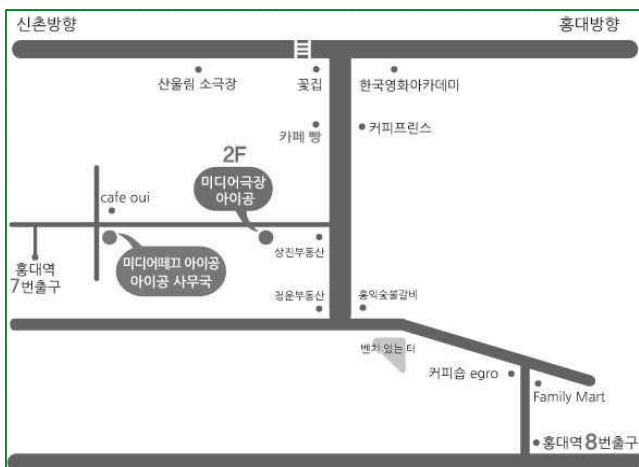 신촌방향
홍대방향
산울림 소극장
꽃집
한국영화아카데미
카페 빵
커피프린스
2F
미디어극장
아이공
cafe oui
상진부동산
홍대역
7번출구
미디어떼끄 아이공
아이공 사무국
청운부동산
홍익숯불갈비
벤치 있는 터
커피숍 egro
Family Mart
홍대역8번출구